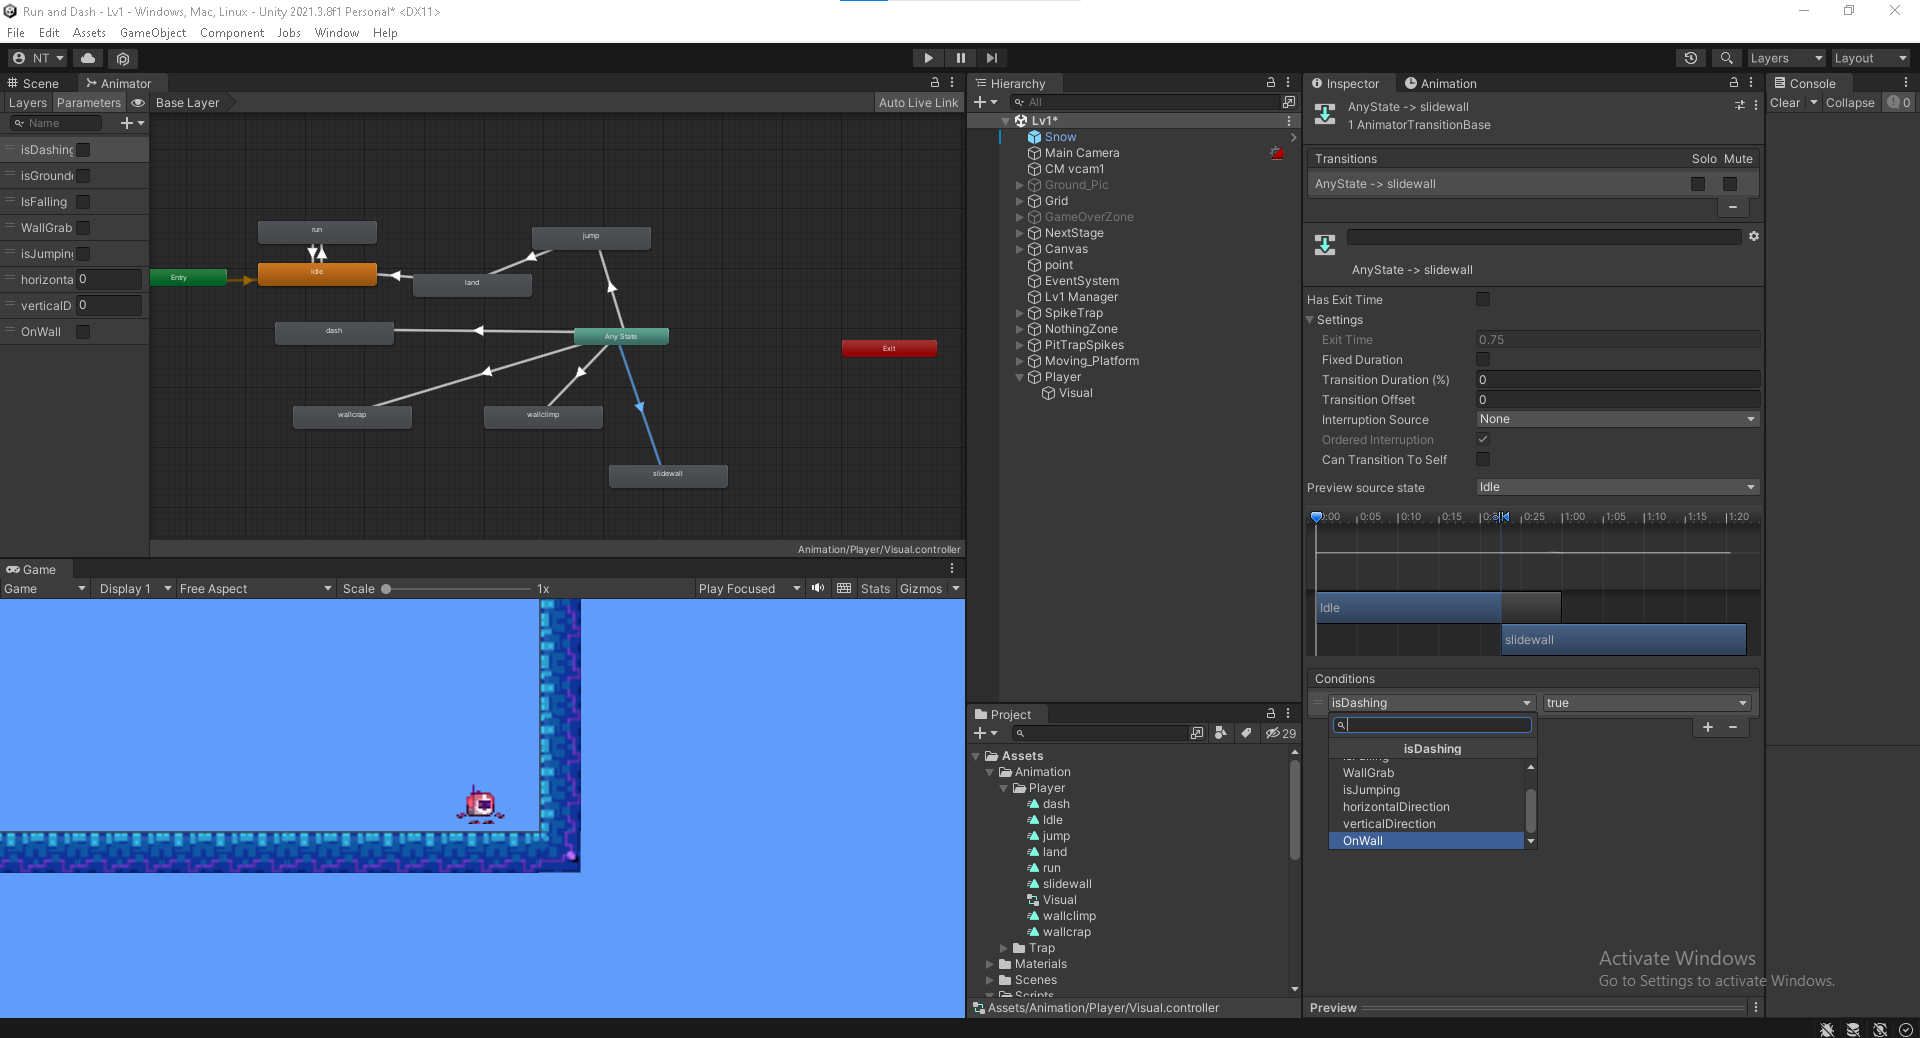 Run and Dash - Lv1 - Windows, Mac, Linux - Unity 2021.3.8f1 Personal* <DX11>
File Edit Assets GameObject Component Jobs Window Help
NT
Layers Layout
Scene Animator
Layers Parameters Base Layer Auto Live Link
Name
isDashing
isGround
IsFalling
WallGrab
isJumping
horizonta 0
verticalD 0
OnWall
run
Idle
Entry
jump
land
dash
Any State
Exit
wallcrap
wallclimp
slidewall
Animation/Player/Visual.controller
Game
Game Display 1 Free Aspect Scale 1x Play Focused Stats Gizmos
Hierarchy
All
Lv1*
Snow
Main Camera
CM vcam1
Ground_Pic
Grid
GameOverZone
NextStage
Canvas
point
EventSystem
Lv1 Manager
SpikeTrap
NothingZone
PitTrapSpikes
Moving_Platform
Player
Visual
Project
29
Assets
Animation
Player
dash
Idle
jump
land
run
slidewall
Visual
wallclimp
wallcrap
Trap
Materials
Scenes
Scripts
Assets/Animation/Player/Visual.controller
Inspector Animation
AnyState -> slidewall
1 AnimatorTransitionBase
Transitions Solo Mute
AnyState -> slidewall
AnyState -> slidewall
Has Exit Time
Settings
Exit Time 0.75
Fixed Duration
Transition Duration (%) 0
Transition Offset 0
Interruption Source None
Ordered Interruption
Can Transition To Self
Preview source state Idle
0:05 0:10 0:15 0:25 1:00 1:05 1:10 1:15 1:20
Idle
slidewall
Conditions
isDashing true
isDashing
WallGrab
isJumping
horizontalDirection
verticalDirection
OnWall
Preview
Console
Clear Collapse 0
Activate Windows
Go to Settings to activate Windows.